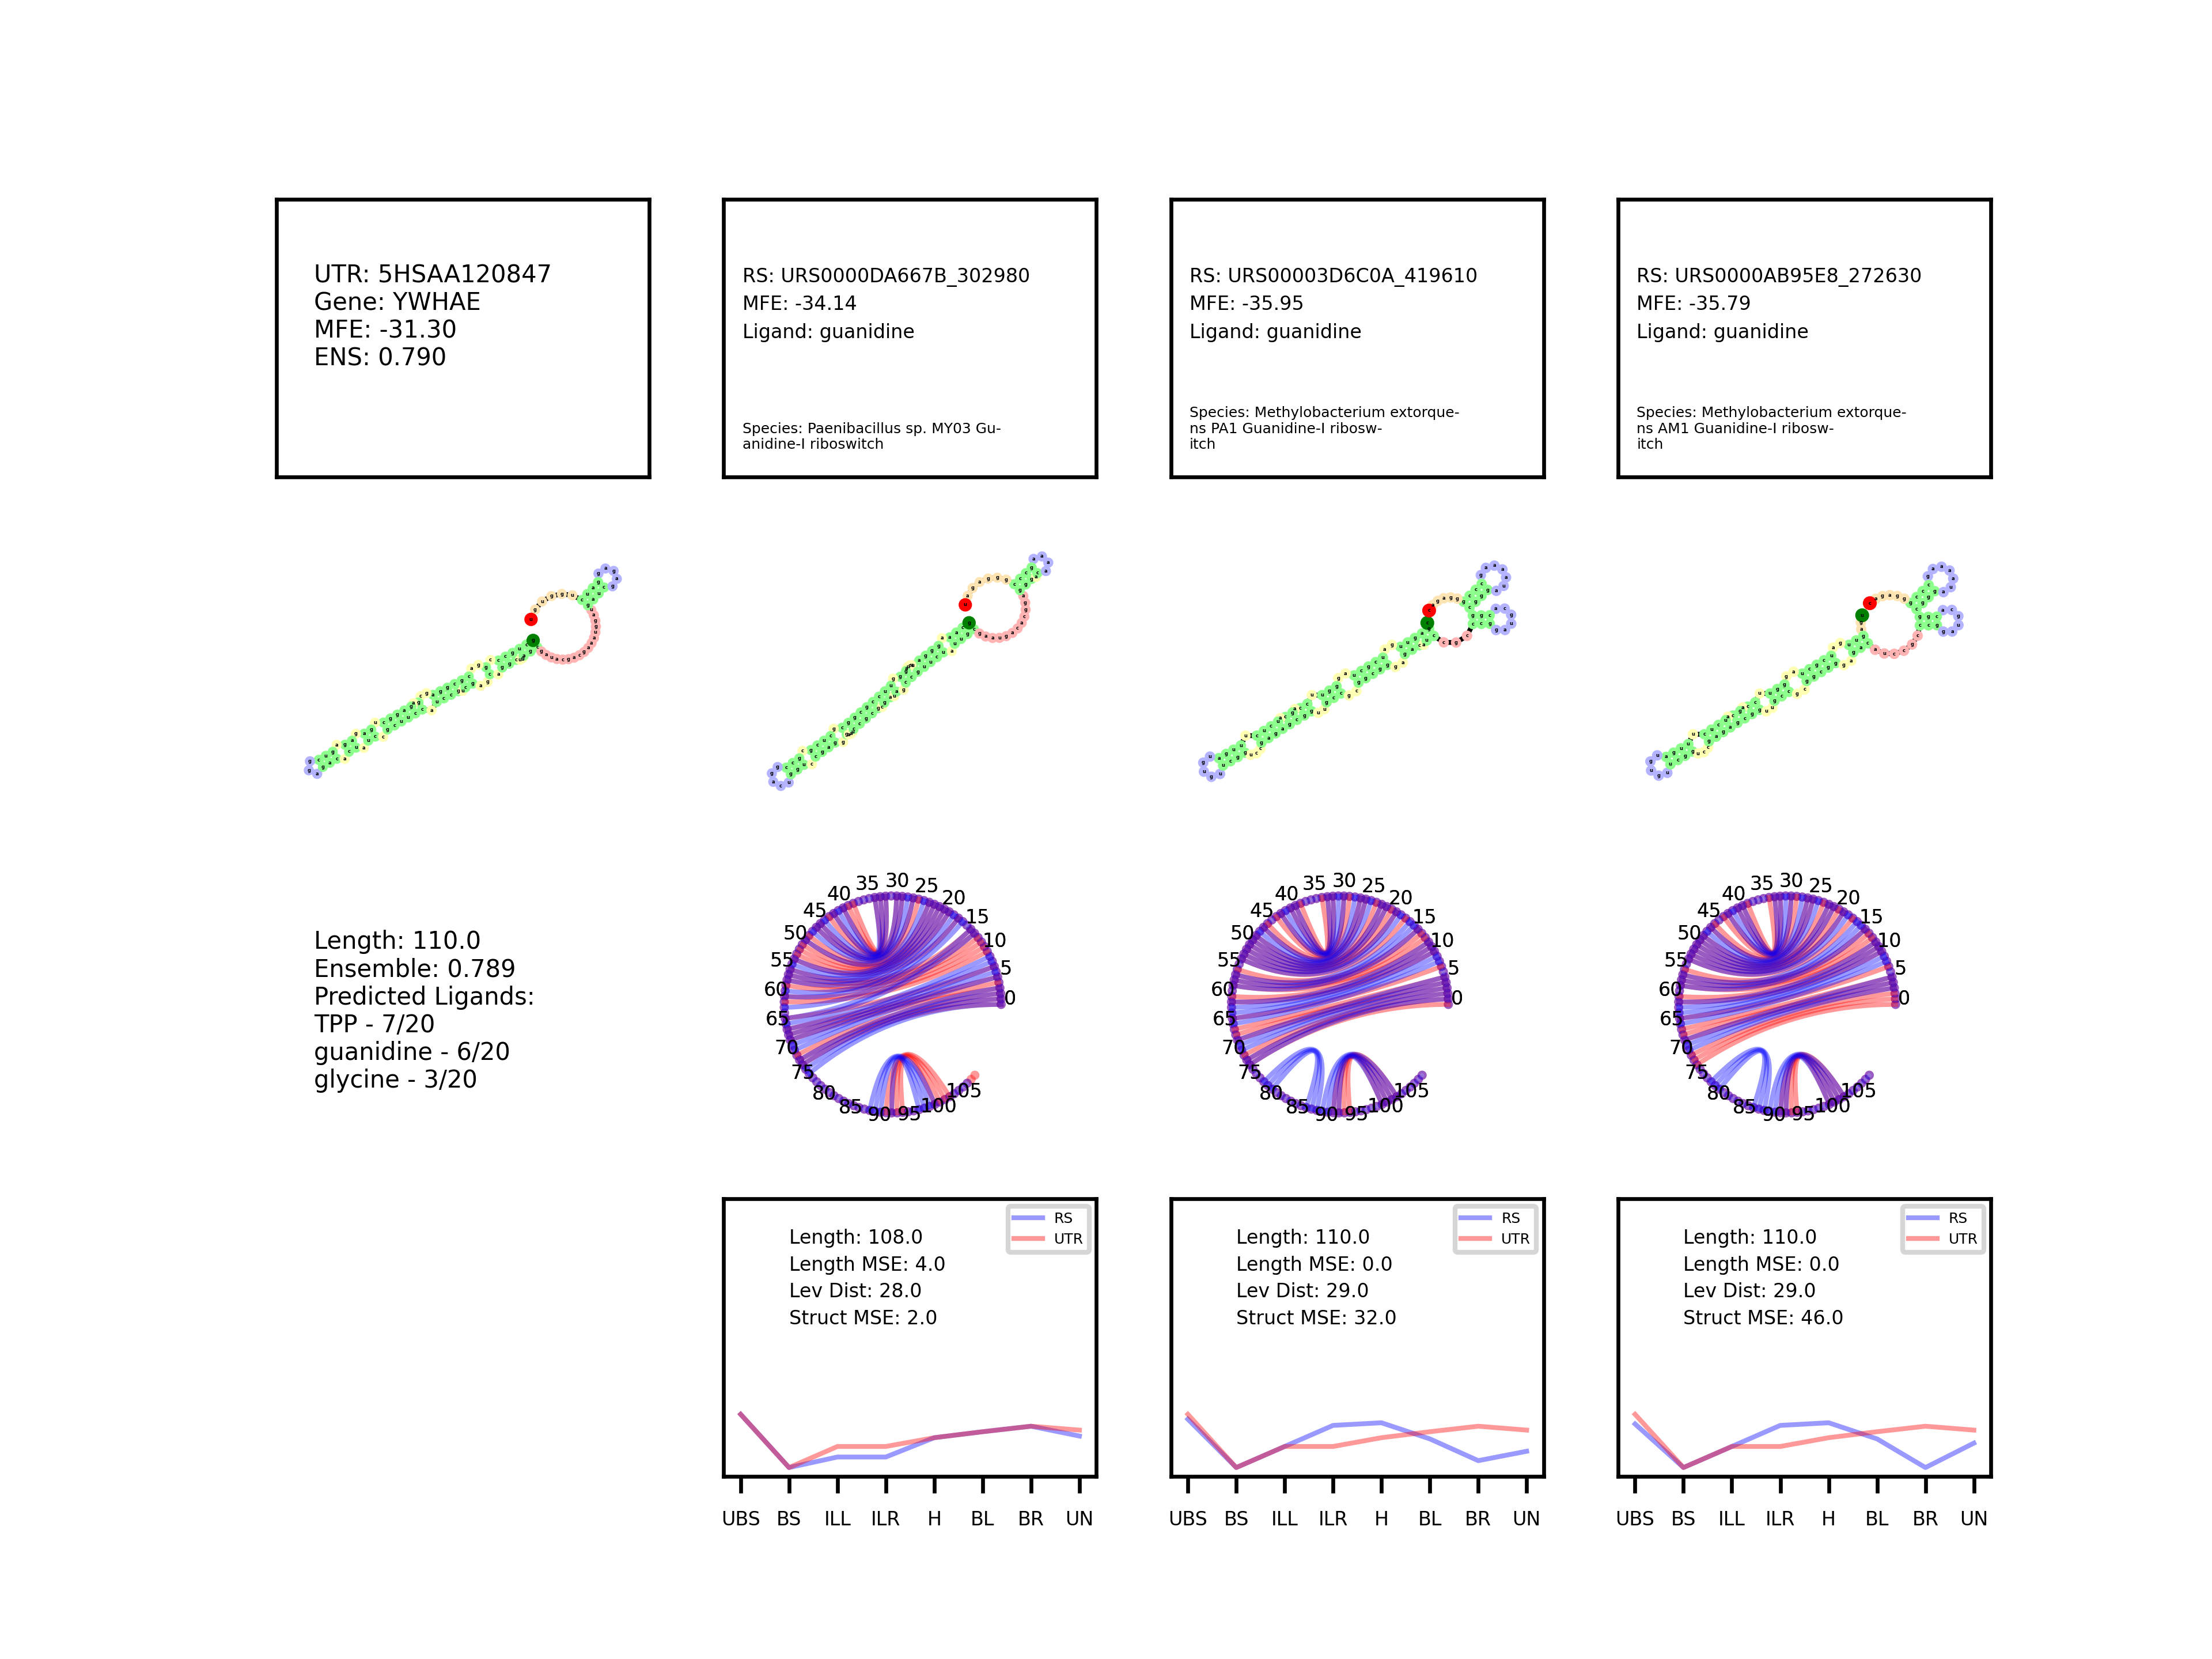 UTR: 5HSAA120847
Gene: YWHAE
MFE: -31.30
ENS: 0.790
RS: URS0000DA667B_302980
MFE: -34.14
Ligand: guanidine
Species: Paenibacillus sp. MY03 Gu-
anidine-I riboswitch
RS: URS00003D6C0A_419610
MFE: -35.95
Ligand: guanidine
Species: Methylobacterium extorque-
ns PA1 Guanidine-I ribosw-
itch
RS: URS0000AB95E8_272630
MFE: -35.79
Ligand: guanidine
Species: Methylobacterium extorque-
ns AM1 Guanidine-I ribosw-
itch
Length: 110.0
Ensemble: 0.789
Predicted Ligands:
TPP - 7/20
guanidine - 6/20
glycine - 3/20
0 5 10 15 20 25 30 35 40 45 50 55 60 65 70 75 80 85 90 95 100 105
0 5 10 15 20 25 30 35 40 45 50 55 60 65 70 75 80 85 90 95 100 105
0 5 10 15 20 25 30 35 40 45 50 55 60 65 70 75 80 85 90 95 100 105
RS
UTR
Length: 108.0
Length MSE: 4.0
Lev Dist: 28.0
Struct MSE: 2.0
UBS BS ILL ILR H BL BR UN
RS
UTR
Length: 110.0
Length MSE: 0.0
Lev Dist: 29.0
Struct MSE: 32.0
UBS BS ILL ILR H BL BR UN
RS
UTR
Length: 110.0
Length MSE: 0.0
Lev Dist: 29.0
Struct MSE: 46.0
UBS BS ILL ILR H BL BR UN